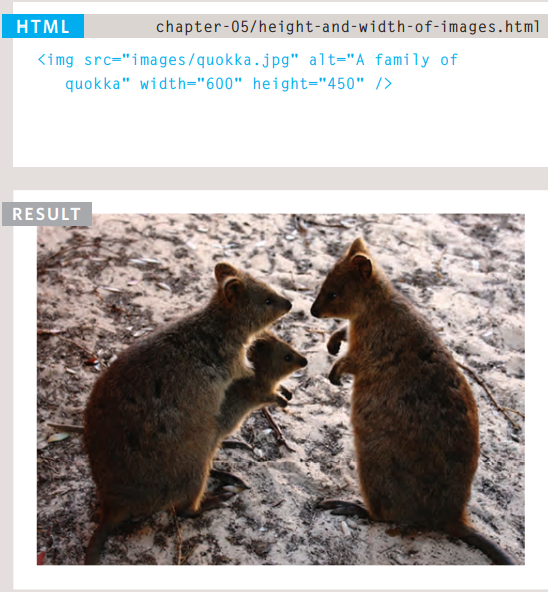 HTML
chapter-05/height-and-width-of-images.html
<img src="images/quokka.jpg" alt="A family of
quokka" width="600" height="450" />
RESULT